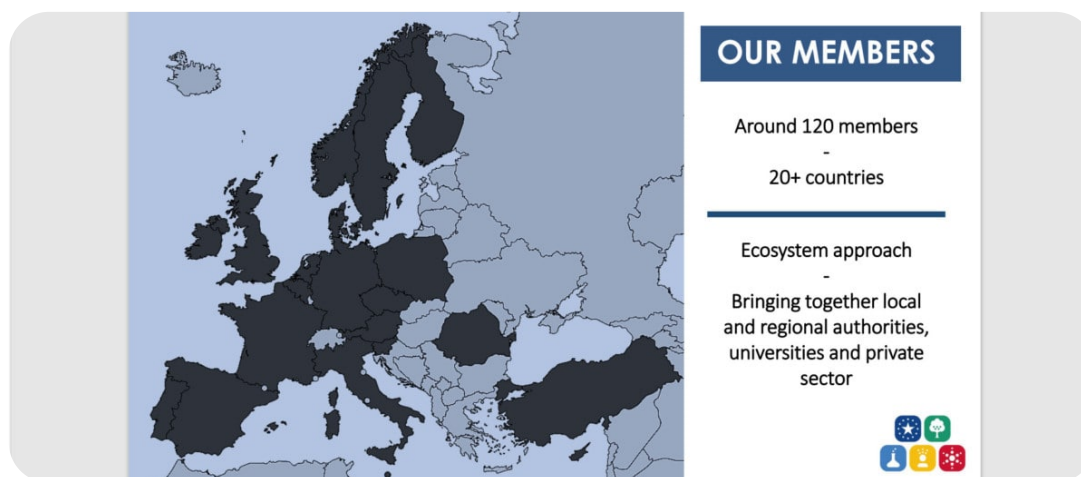 OUR MEMBERS
Around 120 members
-
20+ countries
Ecosystem approach
-
Bringing together local
and regional authorities,
universities and private
sector